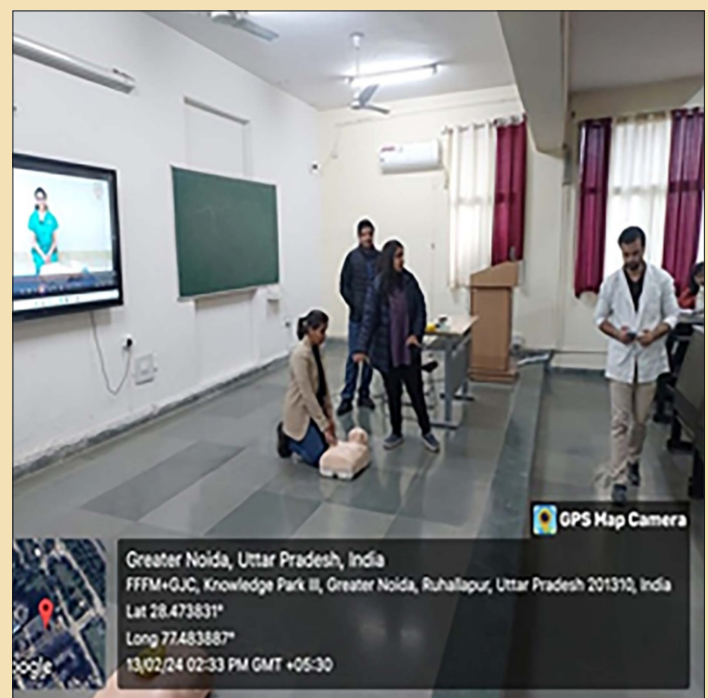 GPS Map Camera
Greater Noida, Uttar Pradesh, India
FFFM+GJC, Knowledge Park III, Greater Noida, Ruhallapur, Uttar Pradesh 201310, India
Lat 28.473831°
Long 77.483887°
13/02/24 02:33 PM GMT +05:30
oogle